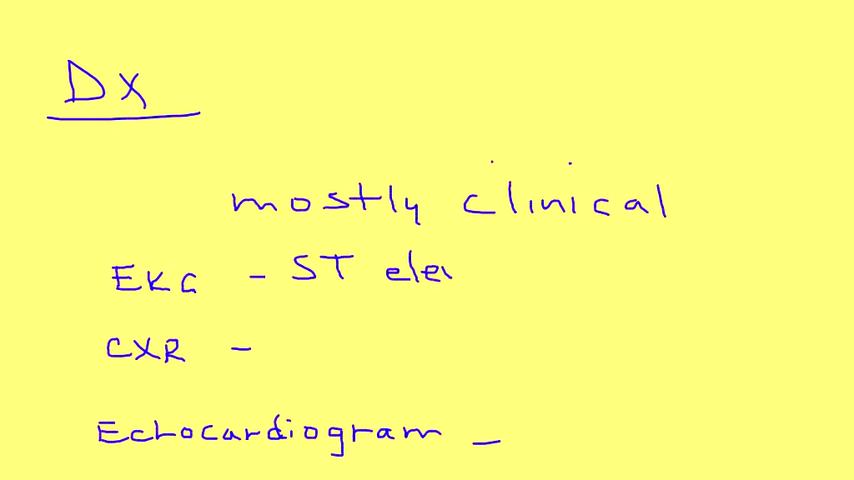 Dx
mostly clinical
EKG - ST elev
CXR -
Echocardiogram -